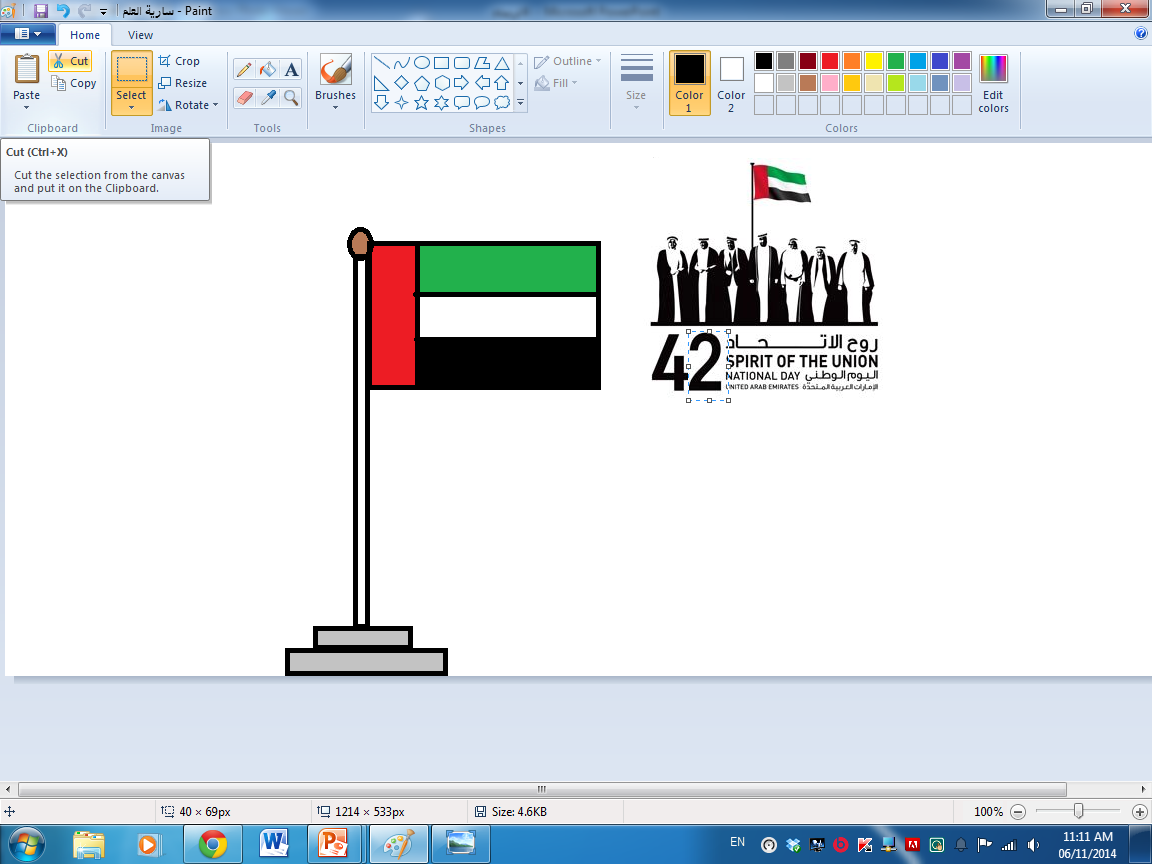 سارية العلم - Paint
Home
View
Paste
Cut
Copy
Clipboard
Select
Crop
Resize
Rotate
Image
Tools
Brushes
Shapes
Outline
Fill
Size
Color 1
Color 2
Edit colors
Colors
Cut (Ctrl+X)
Cut the selection from the canvas
and put it on the Clipboard.
42
روح الاتـــحـــاد
SPIRIT OF THE UNION
NATIONAL DAY اليوم الوطني
UNITED ARAB EMIRATES الإمارات العربية المتحدة
40 × 69px
1214 × 533px
Size: 4.6KB
100%
EN
11:11 AM
06/11/2014